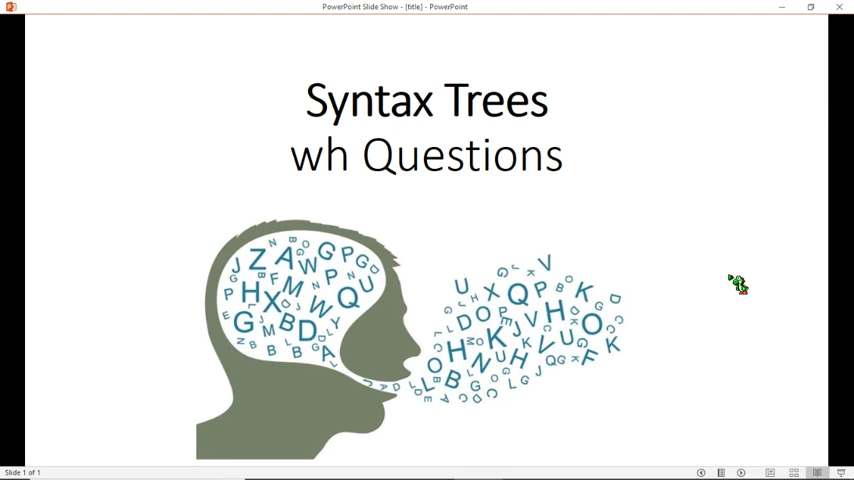 PowerPoint Slide Show - [title] - PowerPoint
Syntax Trees
wh Questions
Slide 1 of 1